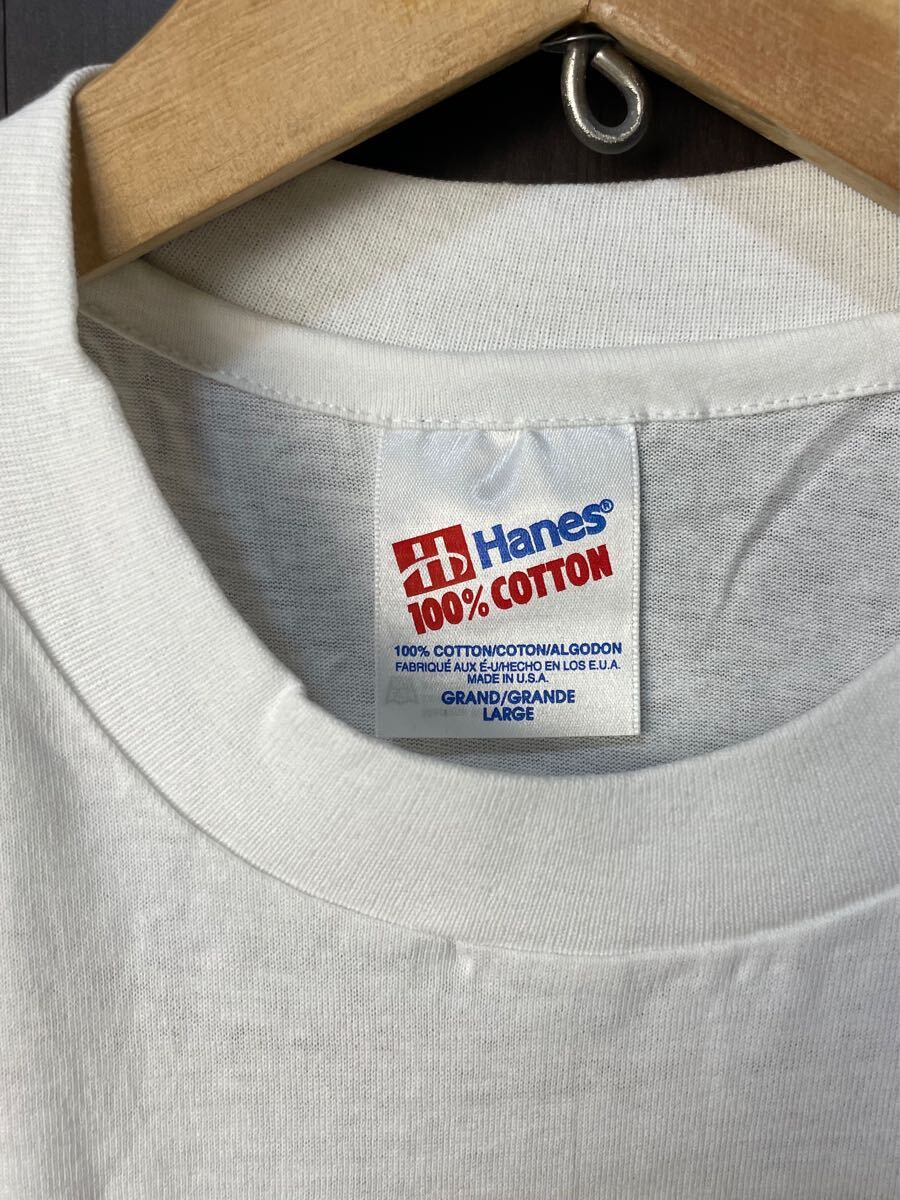 Hanes®
100% COTTON
100% COTTON/COTON/ALGODON
FABRIQUÉ AUX É-U/HECHO EN LOS E.U.A.
MADE IN U.S.A.
GRAND/GRANDE
LARGE